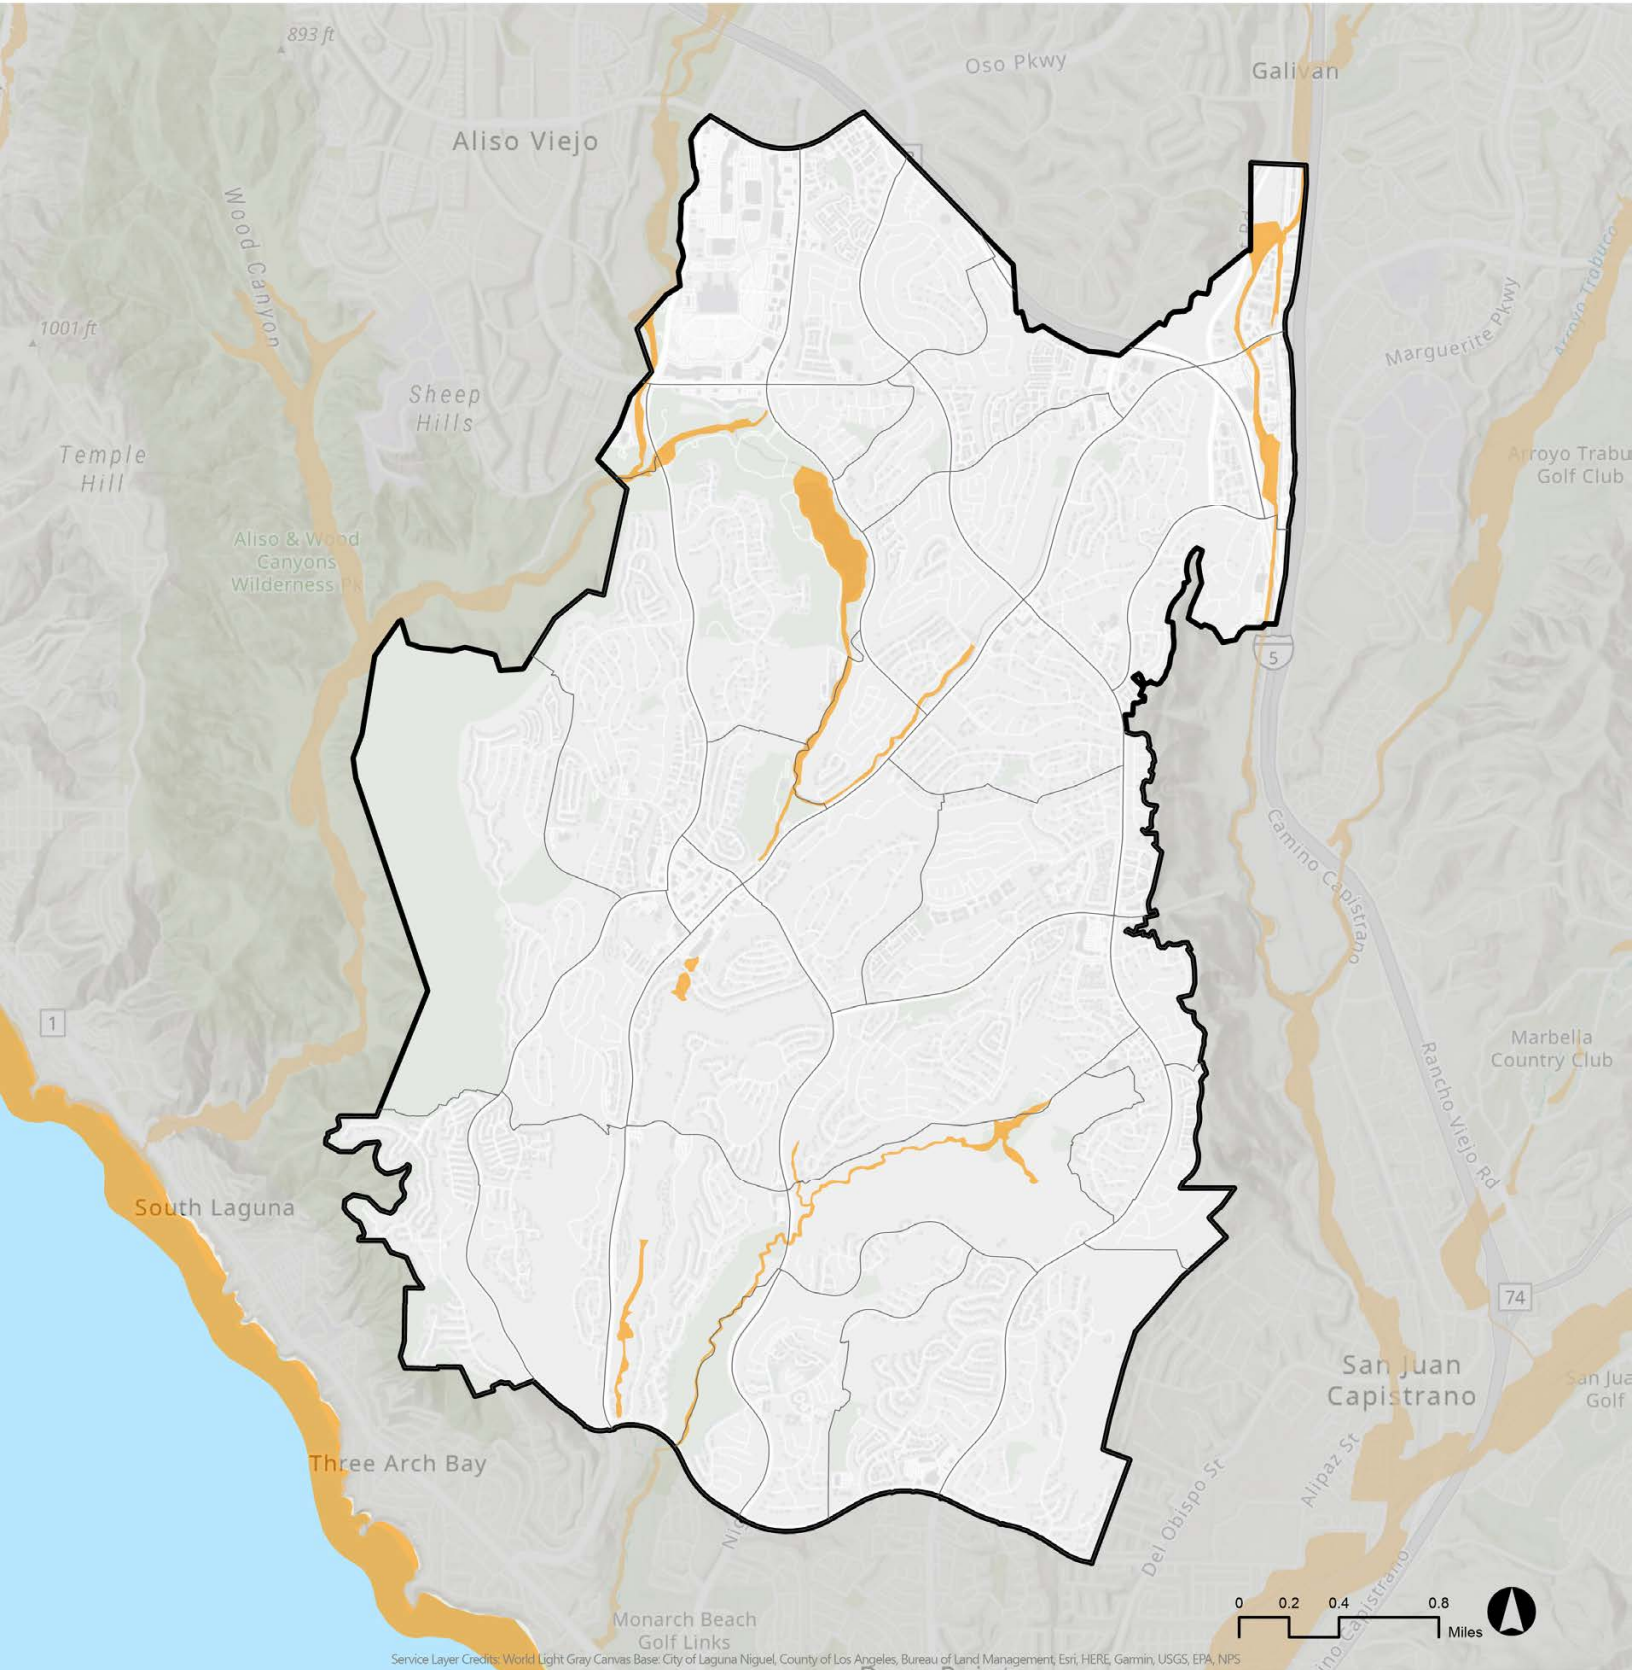 893 ft
Oso Pkwy
Galivan
Aliso Viejo
Wood Canyon
Arroyo Trabuco
1001 ft
Marguerite Pkwy
Sheep
Hills
Temple
Hill
Arroyo Trabu
Golf Club
Aliso & Wood
Canyons
Wilderness Pk
5
Camino Capistrano
1
Marbella
Country Club
Rancho Viejo Rd
South Laguna
74
San Juan
Capistrano
San Jua
Golf
Three Arch Bay
Alipaz St
Del Obispo St
Monarch Beach
Golf Links
0 0.2 0.4 0.8
Miles
Service Layer Credits: World Light Gray Canvas Base: City of Laguna Niguel, County of Los Angeles, Bureau of Land Management, Esri, HERE, Garmin, USGS, EPA, NPS